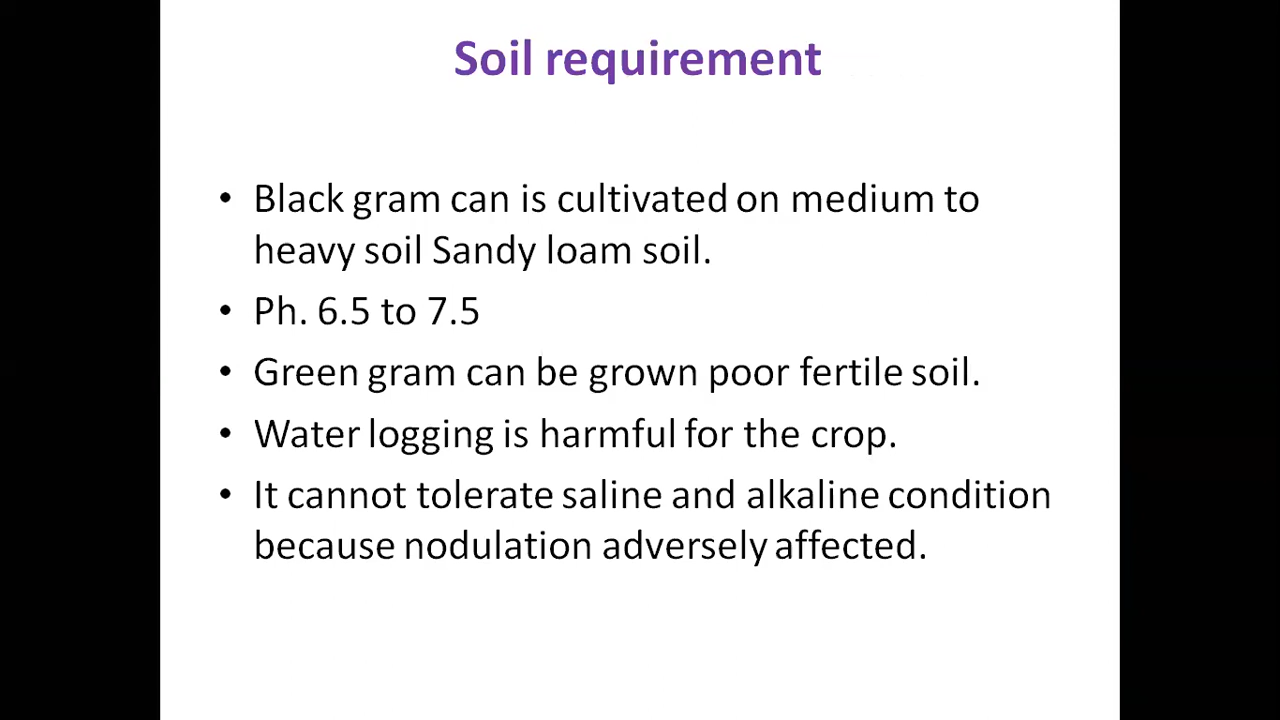 Soil requirement
• Black gram can is cultivated on medium to
heavy soil Sandy loam soil.
• Ph. 6.5 to 7.5
• Green gram can be grown poor fertile soil.
• Water logging is harmful for the crop.
• It cannot tolerate saline and alkaline condition
because nodulation adversely affected.